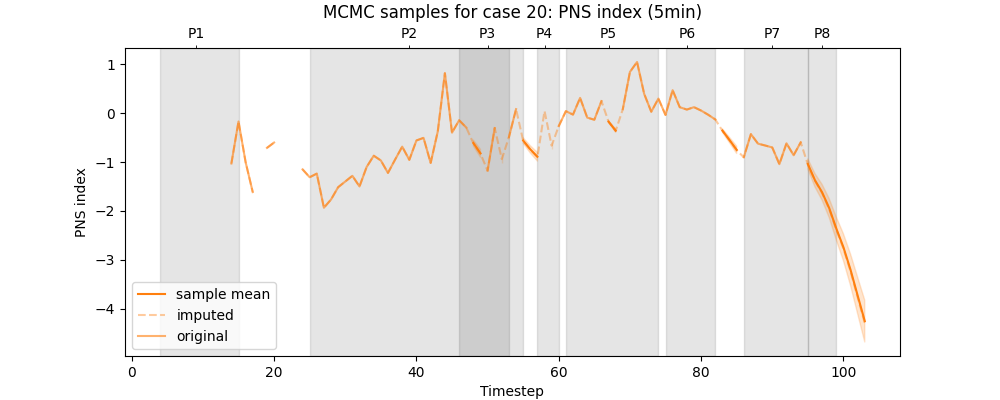 MCMC samples for case 20: PNS index (5min)
P1 P2 P3 P4 P5 P6 P7 P8
1
0
−1
−2
−3
−4
PNS index
sample mean
imputed
original
0 20 40 60 80 100
Timestep